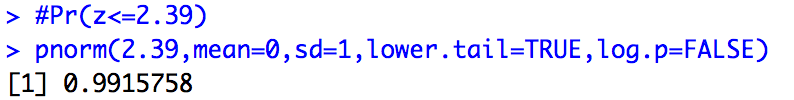 > #Pr(z<=2.39)
> pnorm(2.39,mean=0,sd=1,lower.tail=TRUE,log.p=FALSE)
[1] 0.9915758